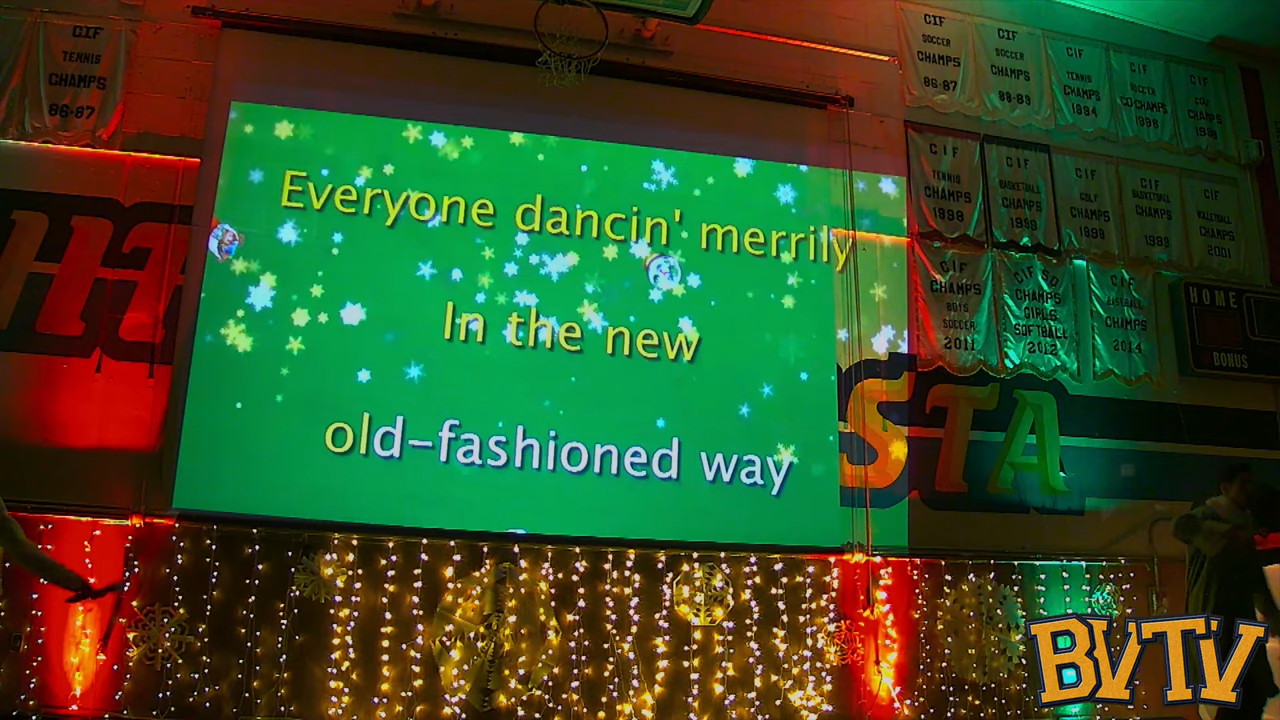 CIF
TENNIS
CHAMPS
86-87
Everyone dancin' merrily
In the new
old-fashioned way
CIF
SOCCER
CHAMPS
86-87
CIF
SOCCER
CHAMPS
88-89
CIF
TENNIS
CHAMPS
1994
CIF
SOCCER
CO-CHAMPS
1998
CIF
CHAMPS
CIF
TENNIS
CHAMPS
1998
CIF
BASKETBALL
CHAMPS
1999
CIF
GOLF
CHAMPS
1999
CIF
BASKETBALL
CHAMPS
1999
CIF
VOLLEYBALL
CHAMPS
2001
CIF
CHAMPS
BOYS
SOCCER
2011
CIF SD
CHAMPS
GIRLS
SOFTBALL
2012
CIF
BASEBALL
CHAMPS
2014
HOME
BONUS
STA
BVTV